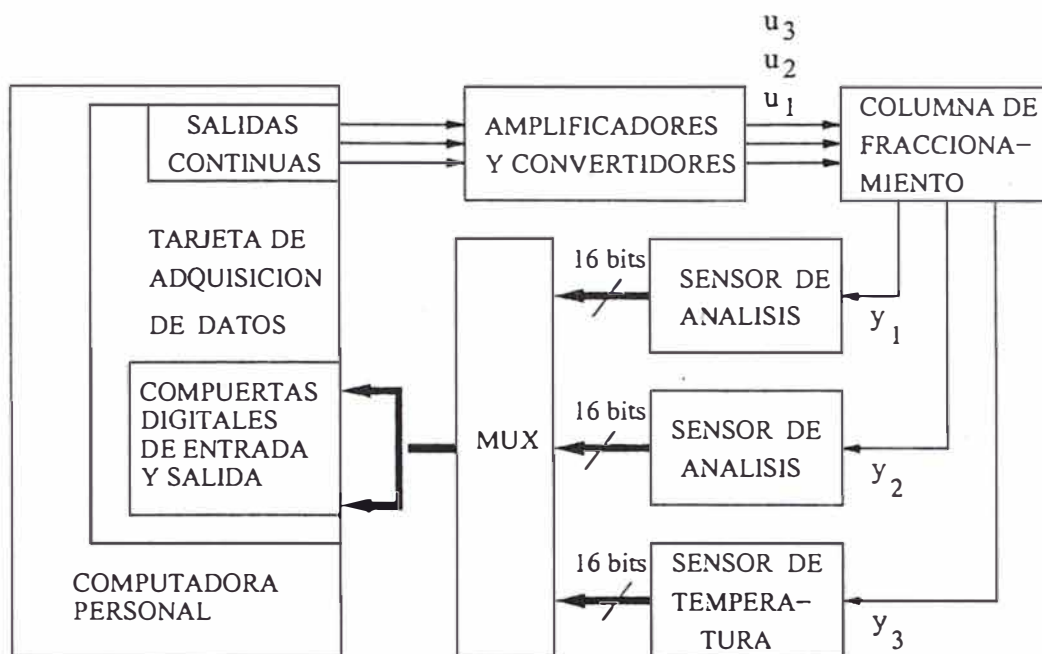 u3
u2
u1
SALIDAS
CONTINUAS
AMPLIFICADORES
Y CONVERTIDORES
COLUMNA DE
FRACCIONA-
MIENTO
TARJETA DE
ADQUISICION
DE DATOS
16 bits
SENSOR DE
ANALISIS
y1
COMPUERTAS
DIGITALES
DE ENTRADA
Y SALIDA
MUX
16 bits
SENSOR DE
ANALISIS
y2
16 bits
SENSOR DE
TEMPERA-
TURA
y3
COMPUTADORA
PERSONAL